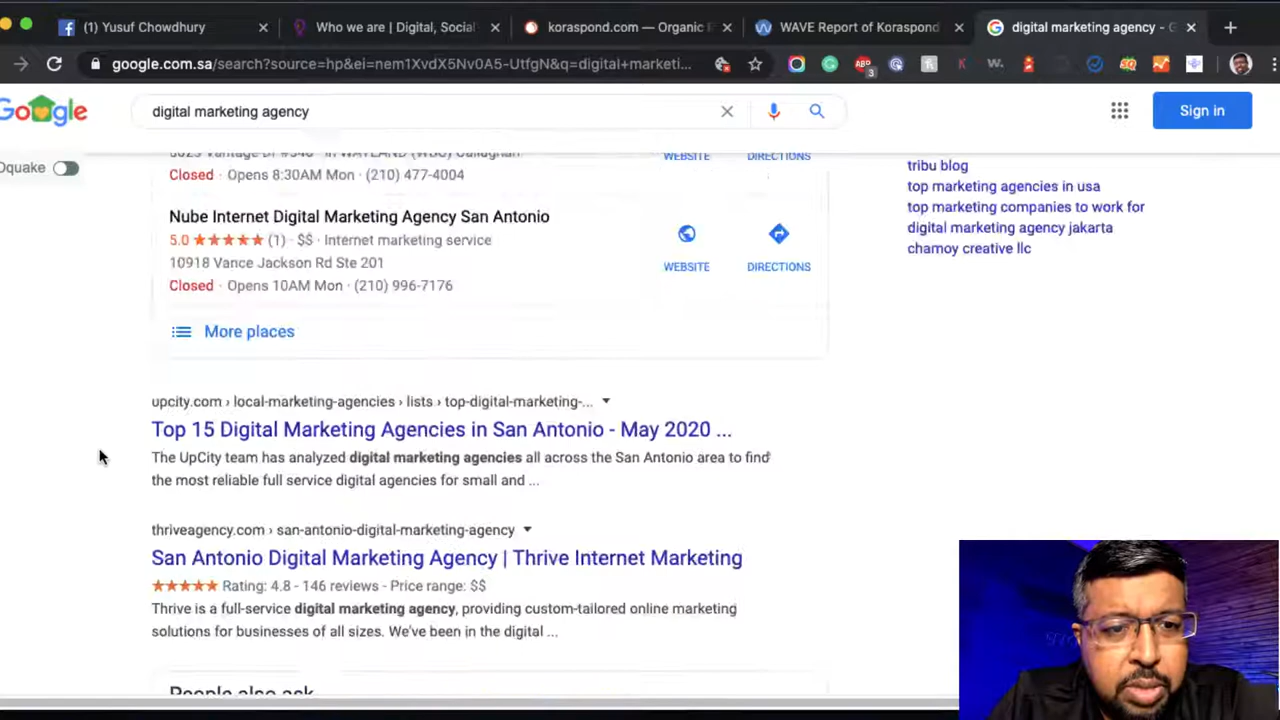 (1) Yusuf Chowdhury
Who we are | Digital, Social
koraspond.com — Organic
WAVE Report of Koraspond
digital marketing agency -
google.com.sa/search?source=hp&ei=nem1XvdX5Nv0A5-UtfgN&q=digital+marketi...
3
Google
digital marketing agency
Sign in
WEBSITE
DIRECTIONS
Closed · Opens 8:30AM Mon · (210) 477-4004
Nube Internet Digital Marketing Agency San Antonio
5.0 ★★★★★ (1) · $$ · Internet marketing service
10918 Vance Jackson Rd Ste 201
Closed · Opens 10AM Mon · (210) 996-7176
WEBSITE
DIRECTIONS
More places
tribu blog
top marketing agencies in usa
top marketing companies to work for
digital marketing agency jakarta
chamoy creative llc
upcity.com › local-marketing-agencies › lists › top-digital-marketing-...
Top 15 Digital Marketing Agencies in San Antonio - May 2020 ...
The UpCity team has analyzed digital marketing agencies all across the San Antonio area to find
the most reliable full service digital agencies for small and ...
thriveagency.com › san-antonio-digital-marketing-agency
San Antonio Digital Marketing Agency | Thrive Internet Marketing
★★★★★ Rating: 4.8 - 146 reviews - Price range: $$
Thrive is a full-service digital marketing agency, providing custom-tailored online marketing
solutions for businesses of all sizes. We've been in the digital ...
People also ask